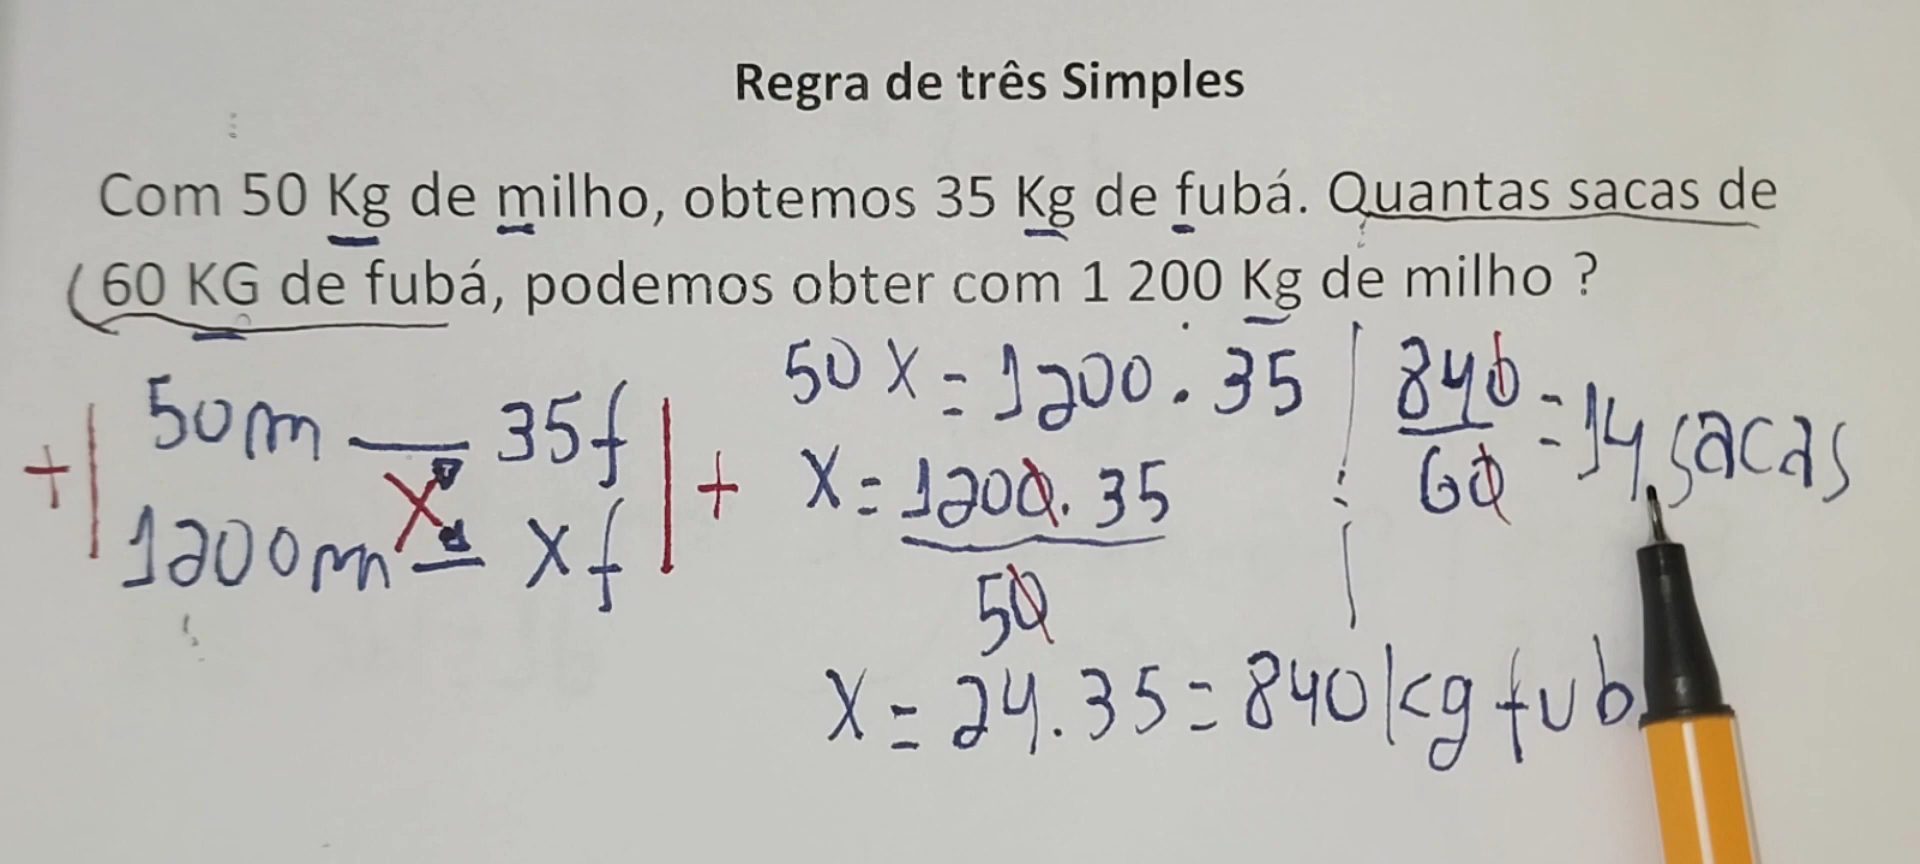 Regra de três Simples
Com 50 Kg de milho, obtemos 35 Kg de fubá. Quantas sacas de
60 KG de fubá, podemos obter com 1 200 Kg de milho ?
+| 50m — 35f |+
1200m — xf
X
50x = 1200 . 35
x = 1200 . 35
50
x = 24 . 35 = 840 kg fub
840
60
= 14 sacas